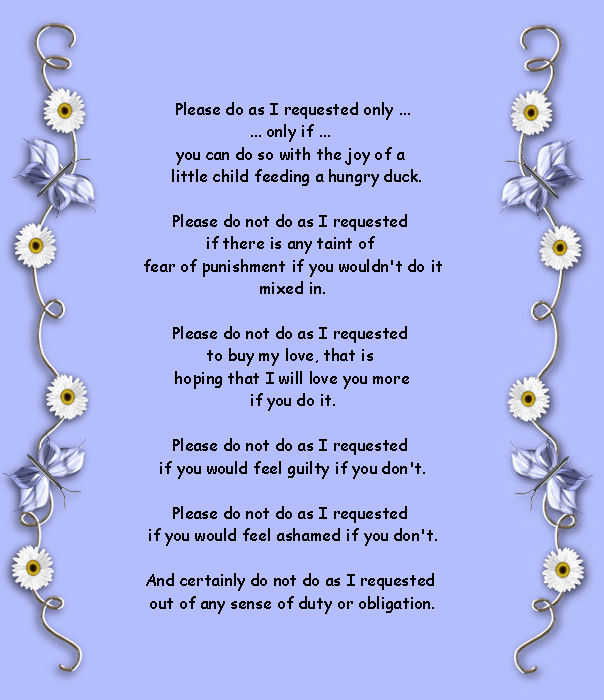 Please do as I requested only ...
... only if ...
you can do so with the joy of a
little child feeding a hungry duck.
Please do not do as I requested
if there is any taint of
fear of punishment if you wouldn't do it
mixed in.
Please do not do as I requested
to buy my love, that is
hoping that I will love you more
if you do it.
Please do not do as I requested
if you would feel guilty if you don't.
Please do not do as I requested
if you would feel ashamed if you don't.
And certainly do not do as I requested
out of any sense of duty or obligation.